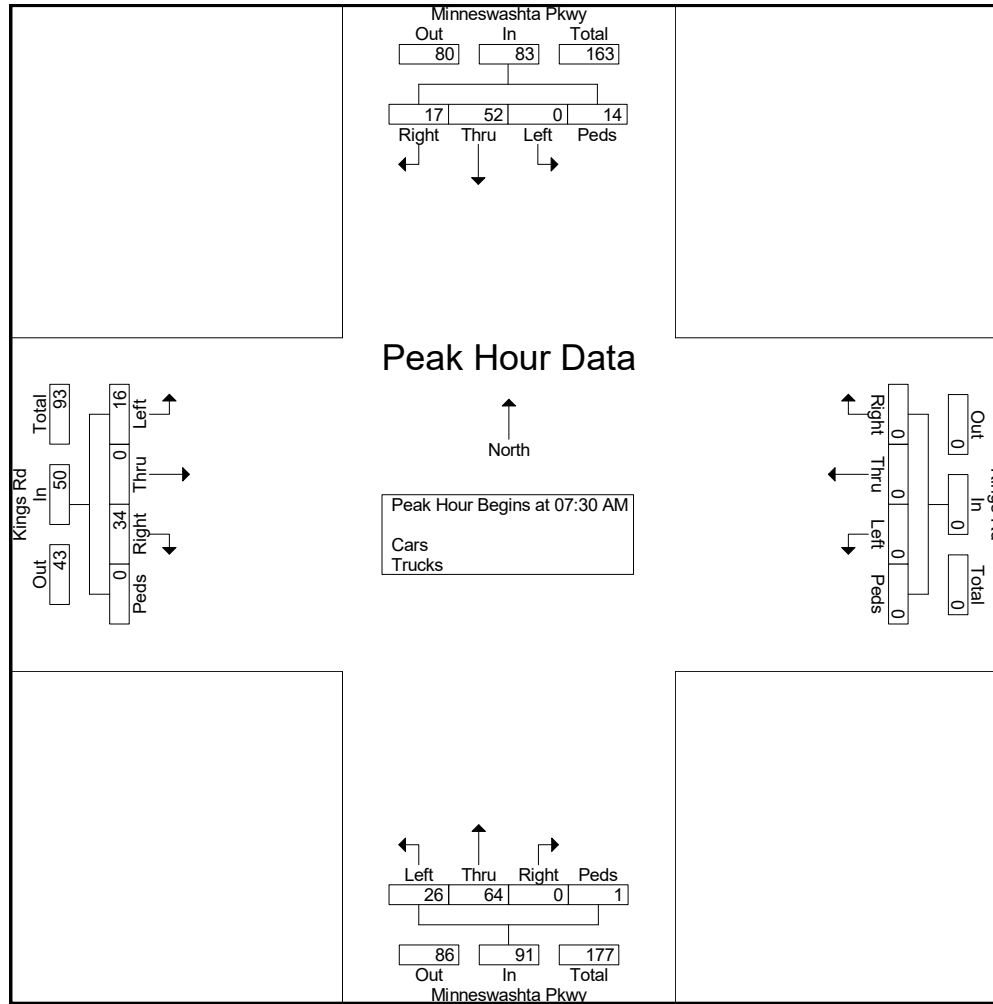 Minneswashta Pkwy
Out In Total
80 83 163
17 52 0 14
Right Thru Left Peds
Peak Hour Data
North
Peak Hour Begins at 07:30 AM
Cars
Trucks
Kings Rd
Total In Out
93 50 43
16 0 34 0
Left Thru Right Peds
Right Thru Left Peds
0 0 0 0
Out In Total
0 0 0
Left Thru Right Peds
26 64 0 1
86 91 177
Out In Total
Minneswashta Pkwy